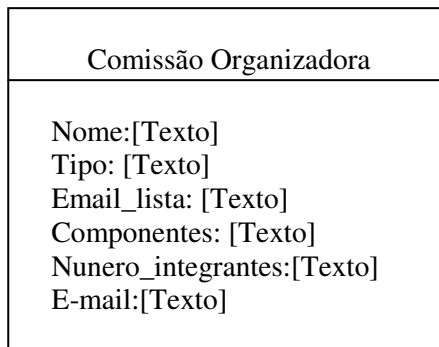 Comissão Organizadora
Nome:[Texto]
Tipo: [Texto]
Email_lista: [Texto]
Componentes: [Texto]
Nunero_integrantes:[Texto]
E-mail:[Texto]